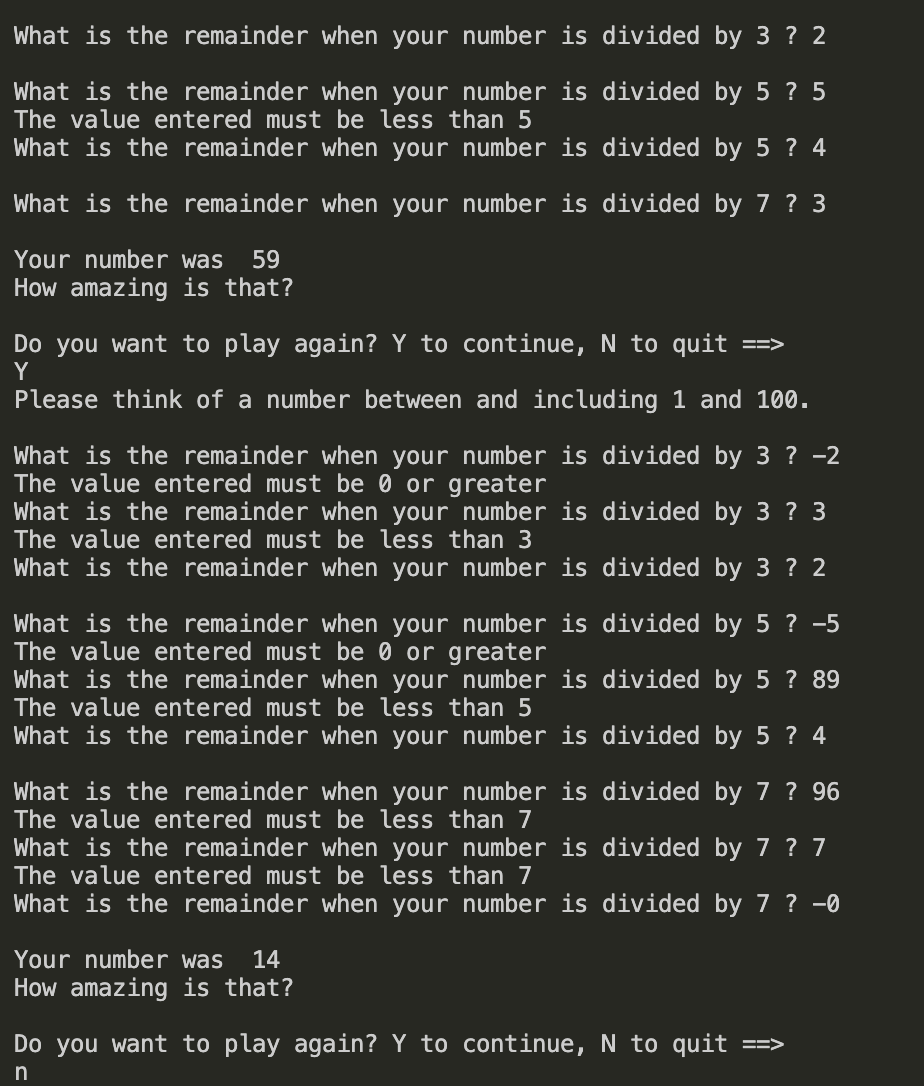 What is the remainder when your number is divided by 3 ? 2
What is the remainder when your number is divided by 5 ? 5
The value entered must be less than 5
What is the remainder when your number is divided by 5 ? 4
What is the remainder when your number is divided by 7 ? 3
Your number was  59
How amazing is that?
Do you want to play again? Y to continue, N to quit ==>
Y
Please think of a number between and including 1 and 100.
What is the remainder when your number is divided by 3 ? -2
The value entered must be 0 or greater
What is the remainder when your number is divided by 3 ? 3
The value entered must be less than 3
What is the remainder when your number is divided by 3 ? 2
What is the remainder when your number is divided by 5 ? -5
The value entered must be 0 or greater
What is the remainder when your number is divided by 5 ? 89
The value entered must be less than 5
What is the remainder when your number is divided by 5 ? 4
What is the remainder when your number is divided by 7 ? 96
The value entered must be less than 7
What is the remainder when your number is divided by 7 ? 7
The value entered must be less than 7
What is the remainder when your number is divided by 7 ? -0
Your number was  14
How amazing is that?
Do you want to play again? Y to continue, N to quit ==>
n